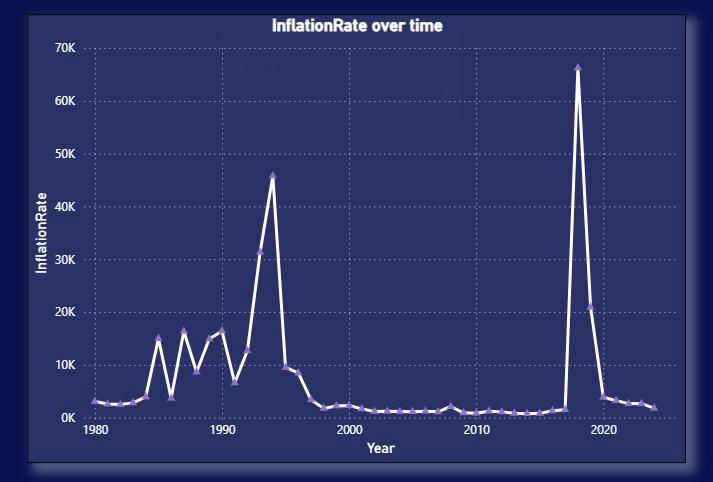 InflationRate over time
70K
60K
50K
40K
30K
20K
10K
0K
InflationRate
1980 1990 2000 2010 2020
Year